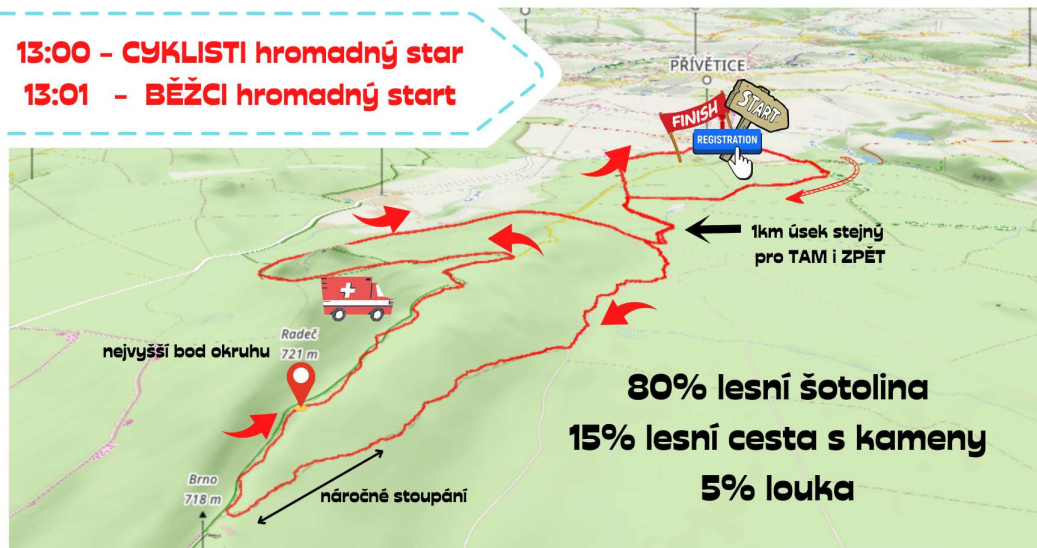 13:00 - CYKLISTI hromadný star
13:01 - BĚŽCI hromadný start
PŘÍVĚTICE
FINISH
START
REGISTRATION
1km úsek stejný
pro TAM i ZPĚT
Radeč
721 m
nejvyšší bod okruhu
80% lesní šotolina
15% lesní cesta s kameny
5% louka
Brno
718 m
náročné stoupání